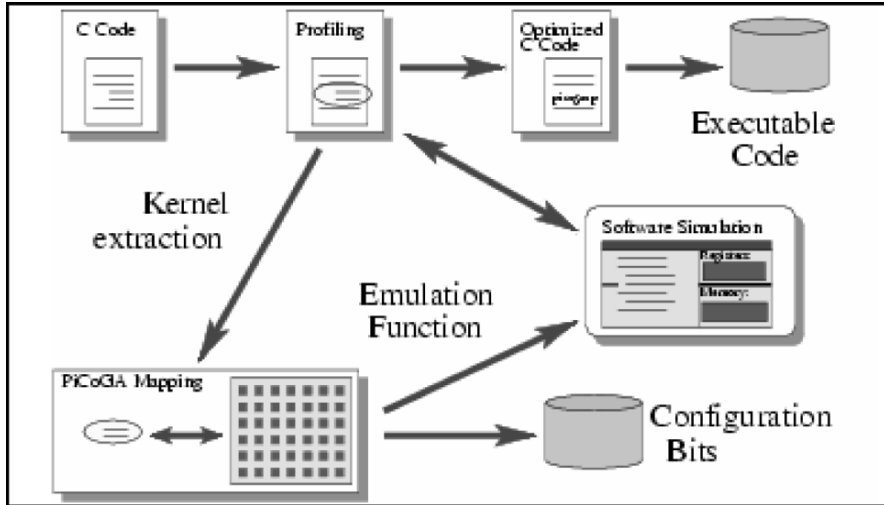 C Code
Profiling
Optimized
C Code
Executable
Code
Kernel
extraction
Software Simulation
Registers:
Memory:
Emulation
Function
PiCoGA Mapping
Configuration
Bits